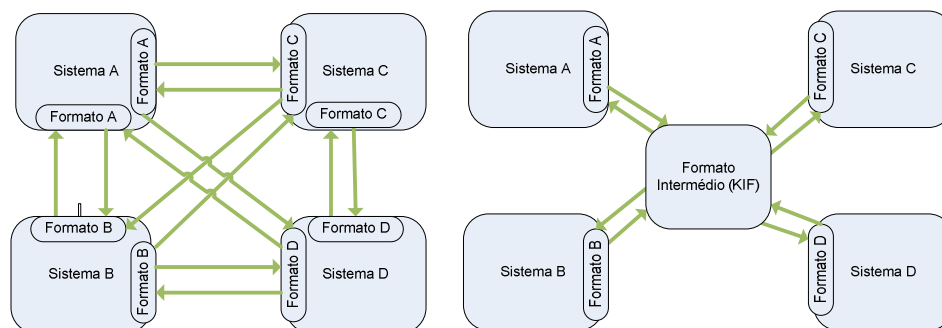 Sistema A
Formato A
Formato A
Formato C
Sistema C
Formato C
Formato B
Sistema B
Formato B
Formato D
Formato D
Sistema D
Sistema A
Formato A
Formato C
Sistema C
Formato
Intermédio (KIF)
Sistema B
Formato B
Formato D
Sistema D